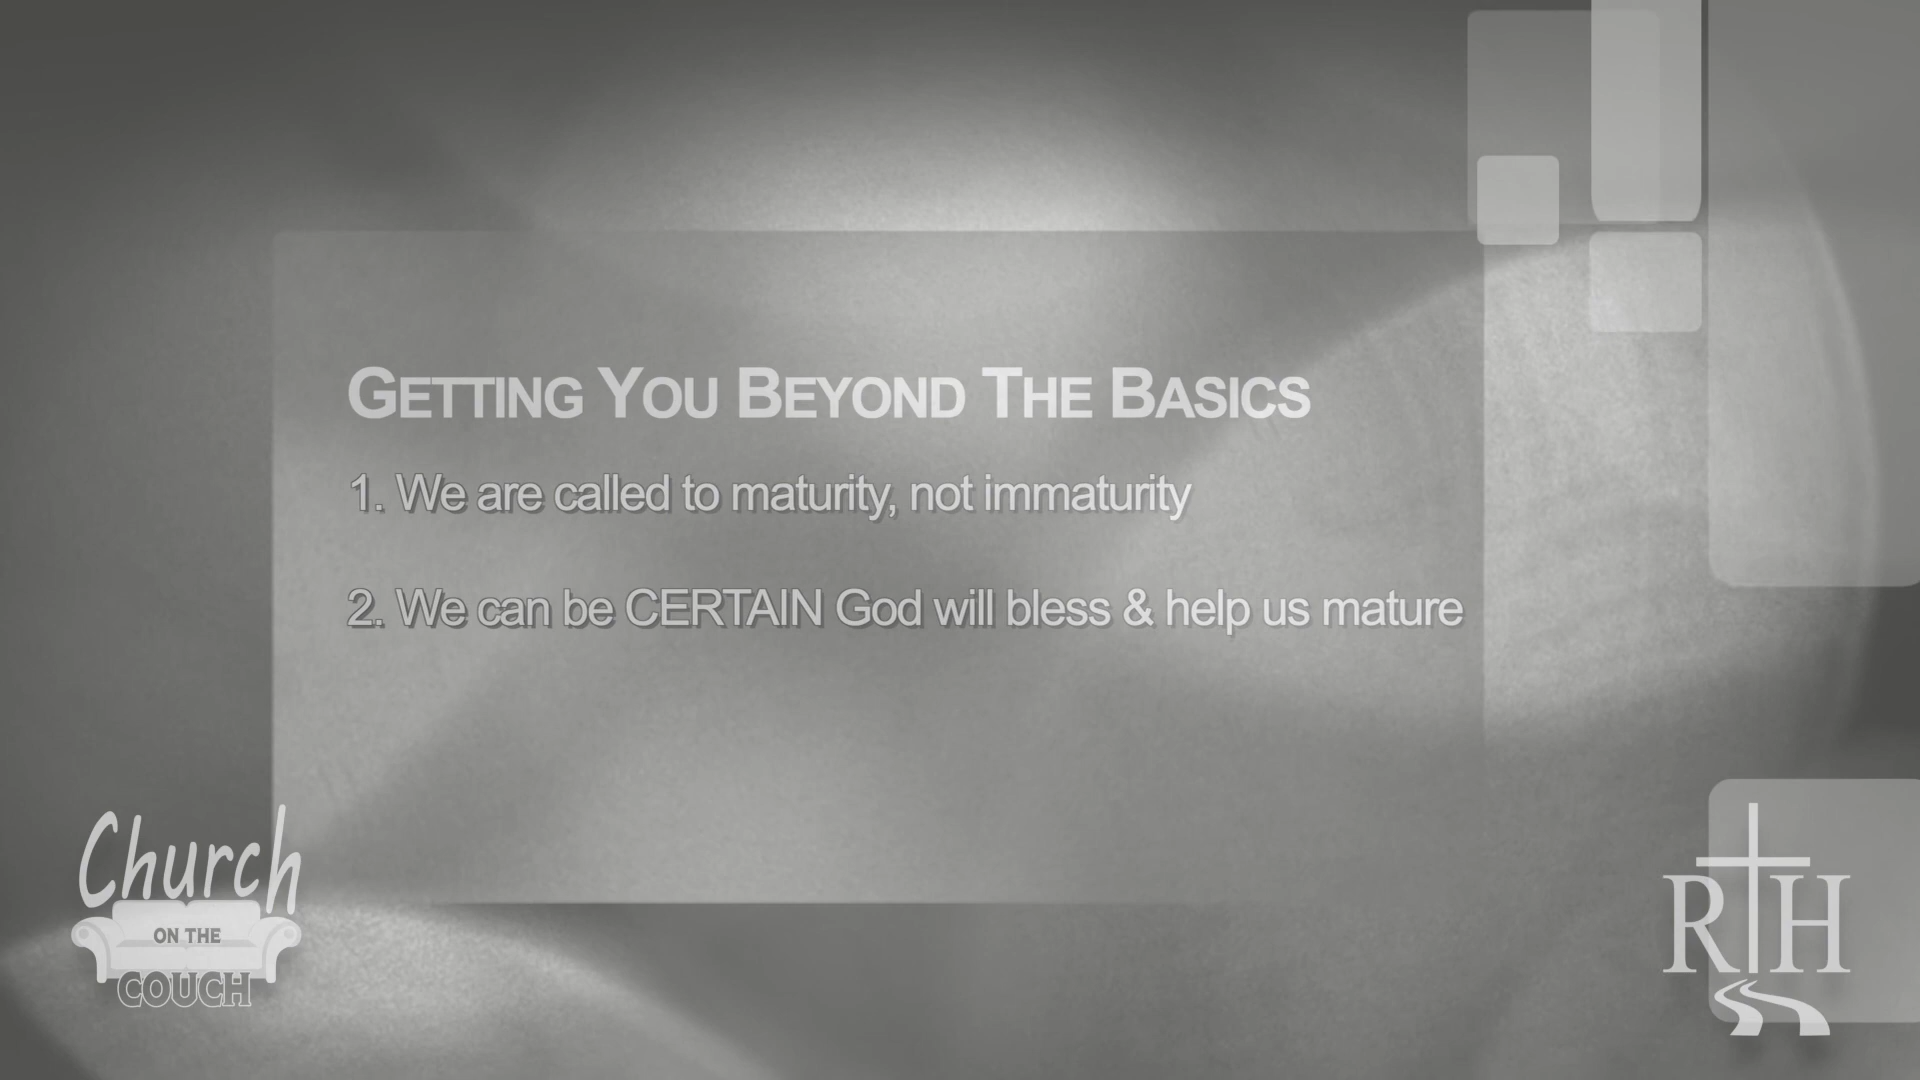 GETTING YOU BEYOND THE BASICS
1. We are called to maturity, not immaturity
2. We can be CERTAIN God will bless & help us mature
Church
ON THE
COUCH
RH